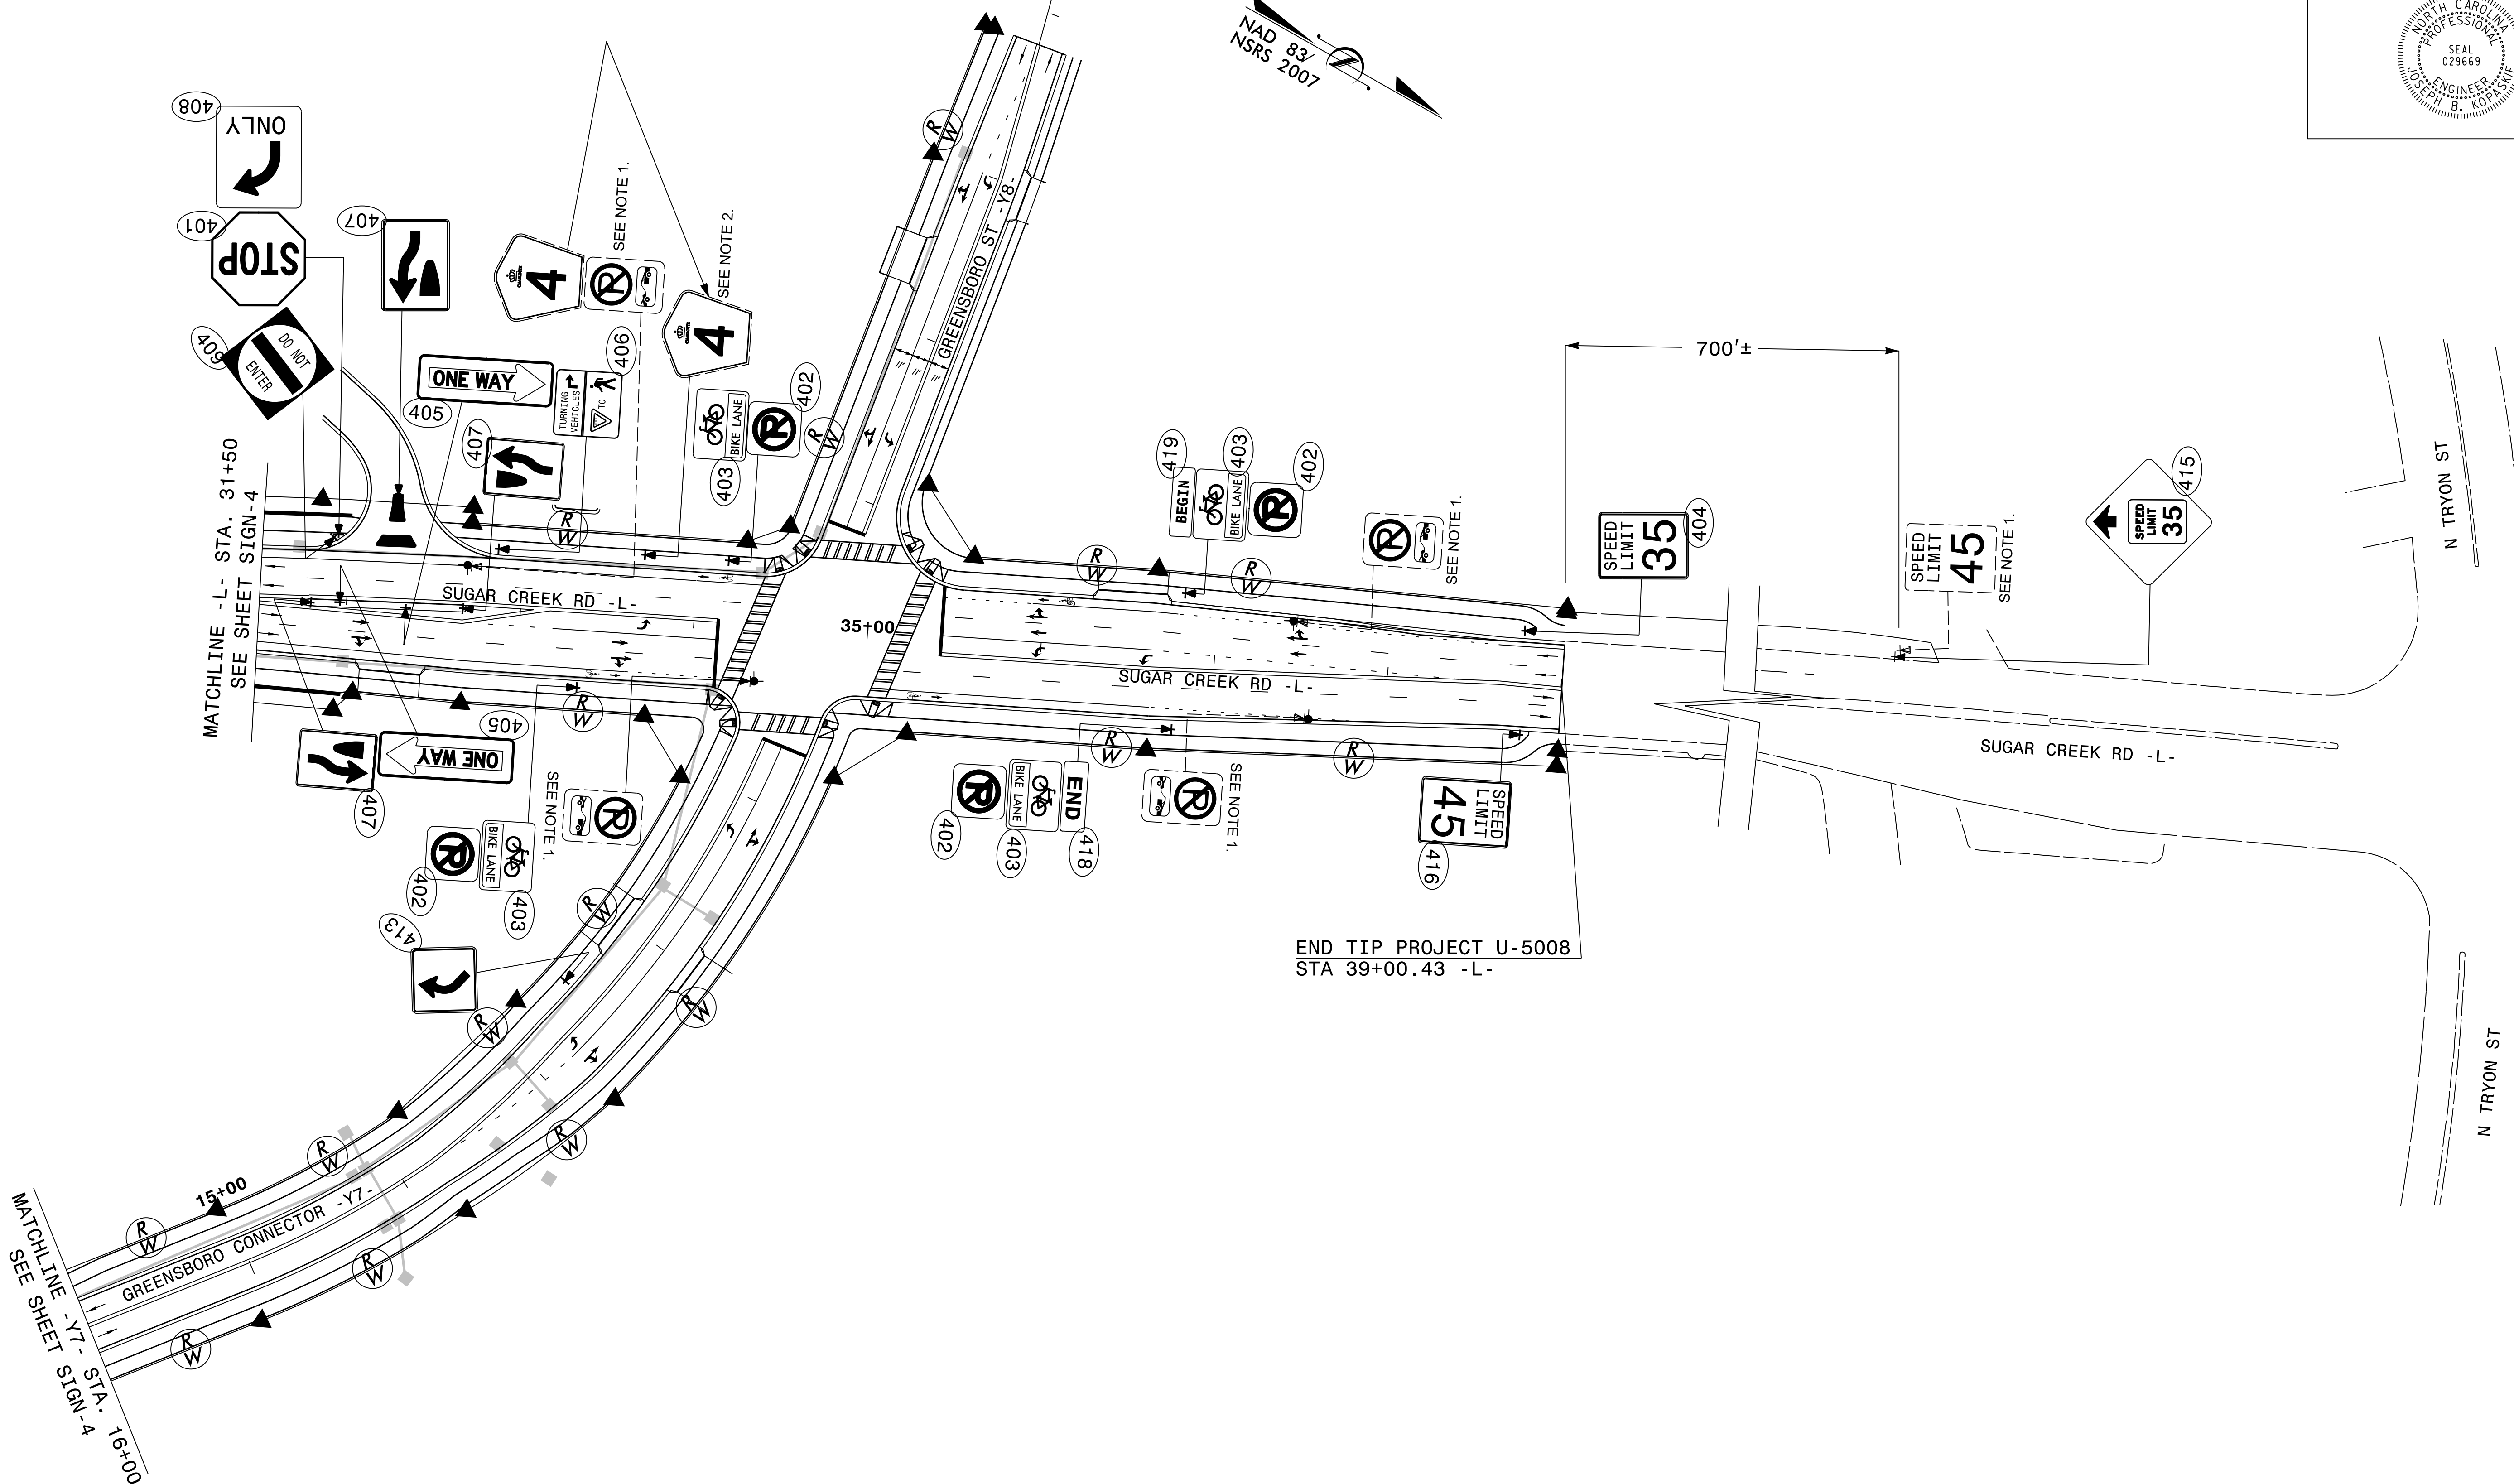 NAD 83/
NSRS 2007
NORTH CAROLINA
PROFESSIONAL
SEAL
029669
ENGINEER
JOSEPH B. KOPASKIE
408
ONLY
401
STOP
407
409
DO NOT
ENTER
4
SEE NOTE 1.
4
SEE NOTE 2.
ONE WAY
405
406
TURNING
VEHICLES
TO
407
BIKE LANE
403
402
R
W
R
W
R
W
GREENSBORO ST -Y8-
MATCHLINE -L- STA. 31+50
SEE SHEET SIGN-4
SUGAR CREEK RD -L-
35+00
419
BEGIN
403
BIKE LANE
402
R
W
R
W
SEE NOTE 1.
700'±
SPEED
LIMIT
35
404
SPEED
LIMIT
45
SEE NOTE 1.
SPEED
LIMIT
35
415
N TRYON ST
SUGAR CREEK RD -L-
SUGAR CREEK RD -L-
407
ONE WAY
405
R
W
SEE NOTE 1.
402
BIKE LANE
403
R
W
R
W
402
BIKE LANE
403
END
418
SEE NOTE 1.
SPEED
LIMIT
45
416
END TIP PROJECT U-5008
STA 39+00.43 -L-
413
R
W
R
W
R
W
R
W
R
W
15+00
R
W
GREENSBORO CONNECTOR -Y7-
R
W
R
W
MATCHLINE -Y7- STA. 16+00
SEE SHEET SIGN-4
N TRYON ST